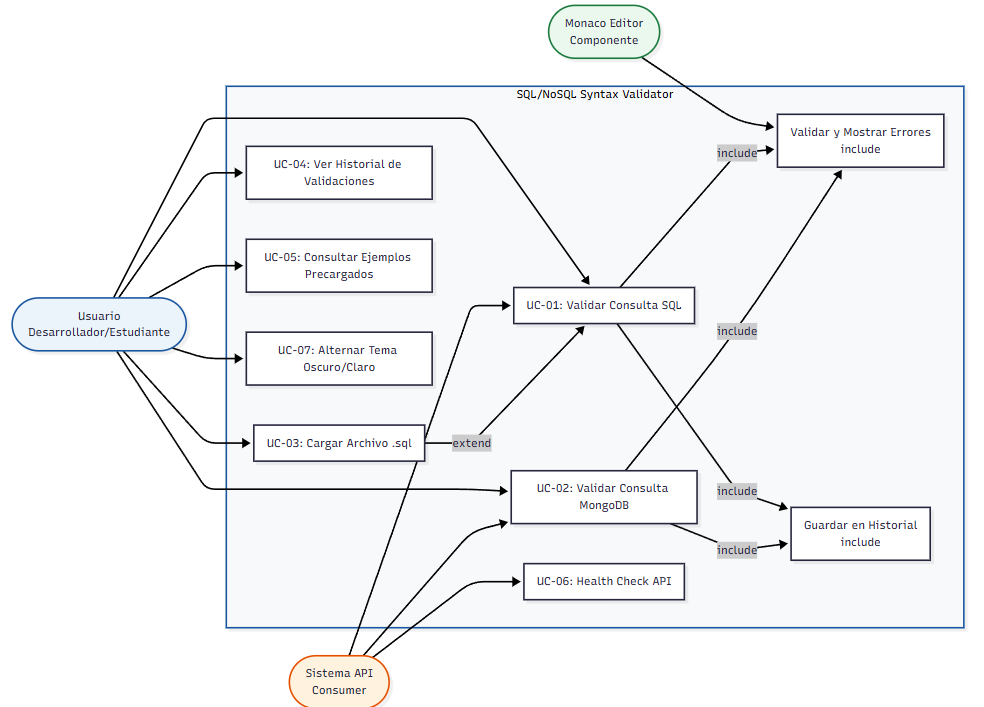 Monaco Editor
Componente
SQL/NoSQL Syntax Validator
Validar y Mostrar Errores
include
include
UC-04: Ver Historial de
Validaciones
UC-05: Consultar Ejemplos
Precargados
UC-01: Validar Consulta SQL
Usuario
Desarrollador/Estudiante
include
UC-07: Alternar Tema
Oscuro/Claro
UC-03: Cargar Archivo .sql
extend
UC-02: Validar Consulta
MongoDB
include
Guardar en Historial
include
include
UC-06: Health Check API
Sistema API
Consumer